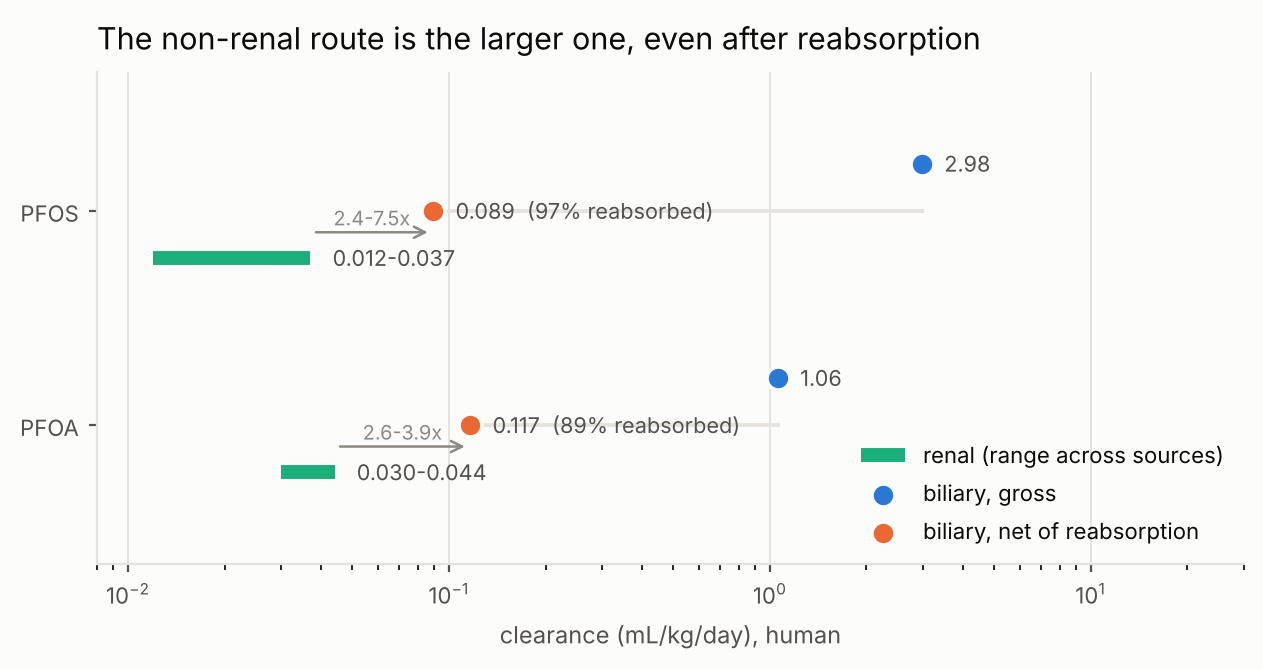 The non-renal route is the larger one, even after reabsorption
2.98
PFOS
0.089 (97% reabsorbed)
2.4-7.5x
0.012-0.037
1.06
PFOA
0.117 (89% reabsorbed)
2.6-3.9x
0.030-0.044
renal (range across sources)
biliary, gross
biliary, net of reabsorption
10⁻² 10⁻¹ 10⁰ 10¹
clearance (mL/kg/day), human